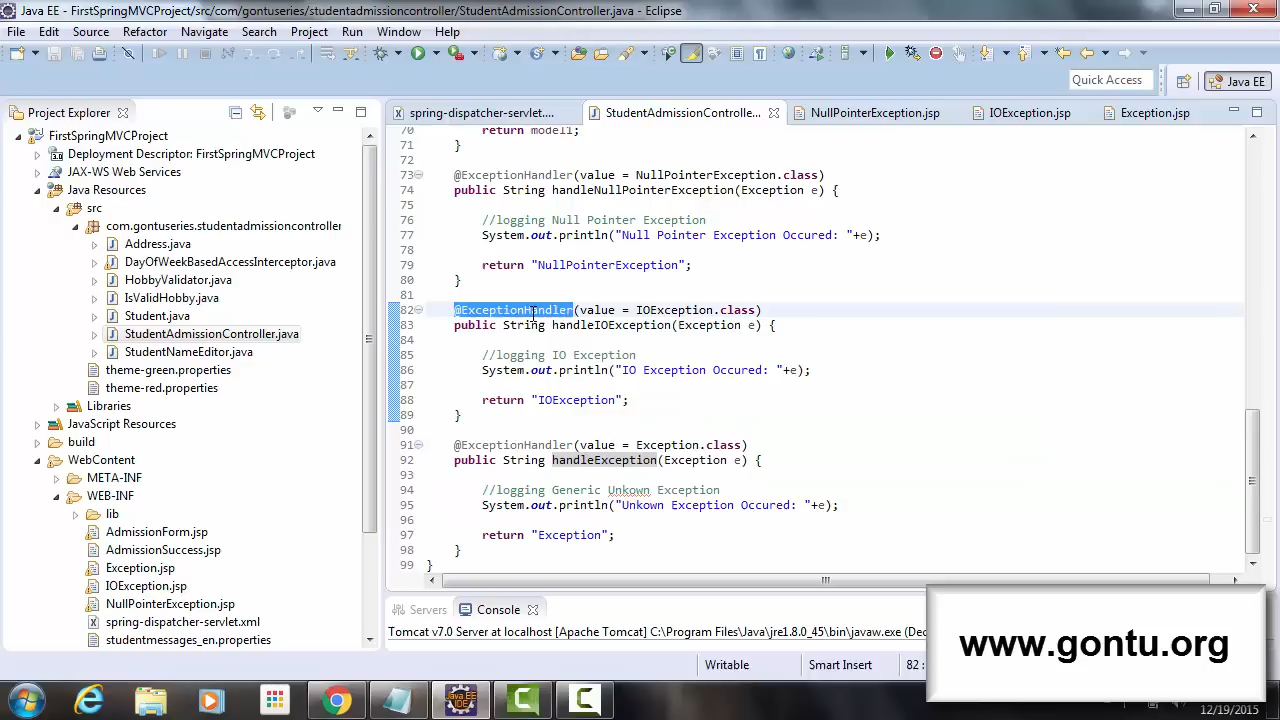 Java EE - FirstSpringMVCProject/src/com/gontuseries/studentadmissioncontroller/StudentAdmissionController.java - Eclipse
File Edit Source Refactor Navigate Search Project Run Window Help
Quick Access
Java EE
Project Explorer
spring-dispatcher-servlet....
StudentAdmissionControlle...
NullPointerException.jsp
IOException.jsp
Exception.jsp
FirstSpringMVCProject
Deployment Descriptor: FirstSpringMVCProject
JAX-WS Web Services
Java Resources
src
com.gontuseries.studentadmissioncontroller
Address.java
DayOfWeekBasedAccessInterceptor.java
HobbyValidator.java
IsValidHobby.java
Student.java
StudentAdmissionController.java
StudentNameEditor.java
theme-green.properties
theme-red.properties
Libraries
JavaScript Resources
build
WebContent
META-INF
WEB-INF
lib
AdmissionForm.jsp
AdmissionSuccess.jsp
Exception.jsp
IOException.jsp
NullPointerException.jsp
spring-dispatcher-servlet.xml
studentmessages_en.properties
70 return model1;
71 }
72
73 @ExceptionHandler(value = NullPointerException.class)
74 public String handleNullPointerException(Exception e) {
75
76 //logging Null Pointer Exception
77 System.out.println("Null Pointer Exception Occured: "+e);
78
79 return "NullPointerException";
80 }
81
82 @ExceptionHandler(value = IOException.class)
83 public String handleIOException(Exception e) {
84
85 //logging IO Exception
86 System.out.println("IO Exception Occured: "+e);
87
88 return "IOException";
89 }
90
91 @ExceptionHandler(value = Exception.class)
92 public String handleException(Exception e) {
93
94 //logging Generic Unkown Exception
95 System.out.println("Unkown Exception Occured: "+e);
96
97 return "Exception";
98 }
99 }
Servers
Console
Tomcat v7.0 Server at localhost [Apache Tomcat] C:\Program Files\Java\jre1.8.0_45\bin\javaw.exe (Dec
Writable
Smart Insert
82 :
www.gontu.org
Java EE
IDE
12/19/2015